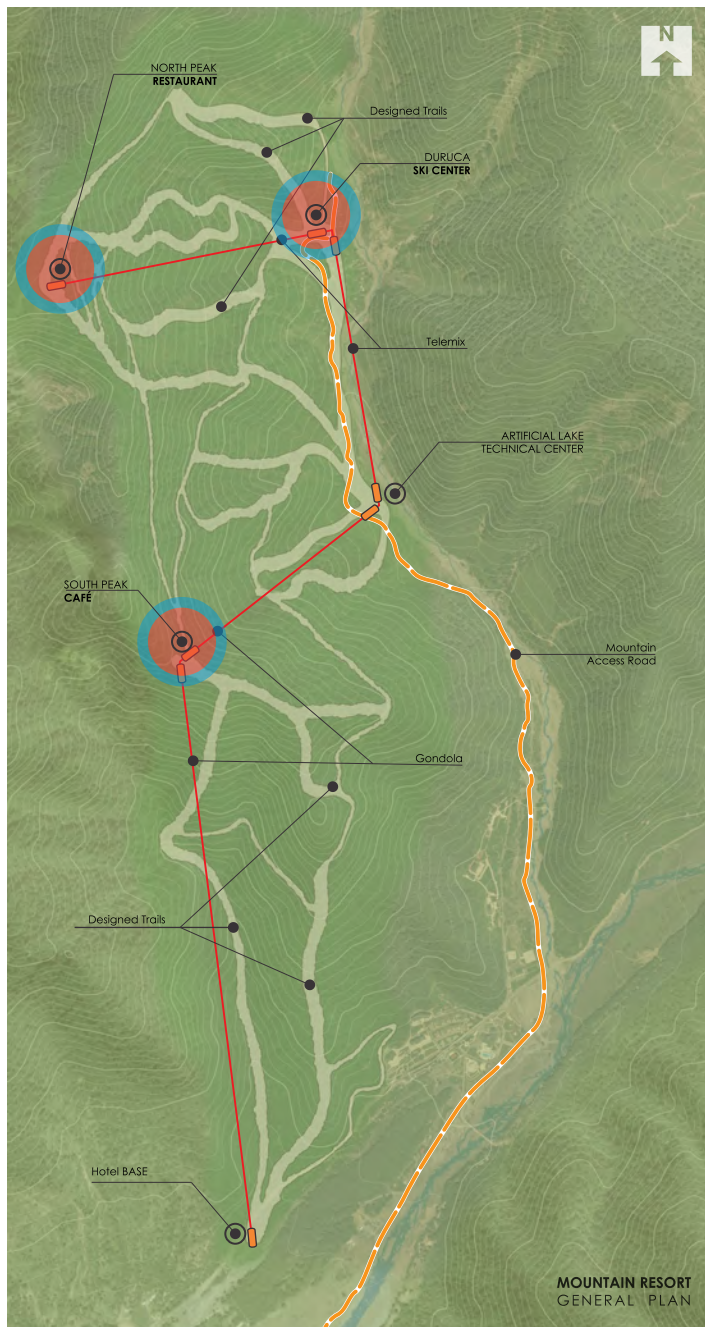 N
NORTH PEAK
RESTAURANT
Designed Trails
DURUCA
SKI CENTER
Telemix
ARTIFICIAL LAKE
TECHNICAL CENTER
SOUTH PEAK
CAFÉ
Mountain
Access Road
Gondola
Designed Trails
Hotel BASE
MOUNTAIN RESORT
GENERAL PLAN